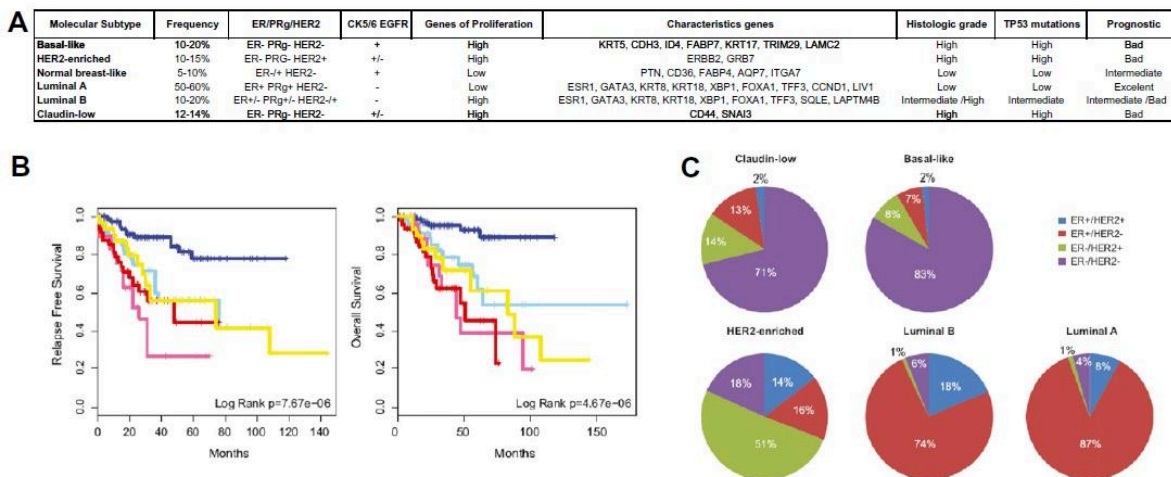 A
Molecular Subtype Frequency ER/PRg/HER2 CK5/6 EGFR Genes of Proliferation Characteristics genes Histologic grade TP53 mutations Prognostic
Basal-like 10-20% ER- PRg- HER2- + High KRT5, CDH3, ID4, FABP7, KRT17, TRIM29, LAMC2 High High Bad
HER2-enriched 10-15% ER- PRG- HER2+ +/- High ERBB2, GRB7 High High Bad
Normal breast-like 5-10% ER-/+ HER2- + Low PTN, CD36, FABP4, AQP7, ITGA7 Low Low Intermediate
Luminal A 50-60% ER+ PRg+ HER2- - Low ESR1, GATA3, KRT8, KRT18, XBP1, FOXA1, TFF3, CCND1, LIV1 Low Low Excelent
Luminal B 10-20% ER+/- PRg+/- HER2-/+ - High ESR1, GATA3, KRT8, KRT18, XBP1, FOXA1, TFF3, SQLE, LAPTM4B Intermediate /High Intermediate Intermediate /Bad
Claudin-low 12-14% ER- PRg- HER2- +/- High CD44, SNAI3 High High Bad
B
Relapse Free Survival
1.0
0.8
0.6
0.4
0.2
0.0
Log Rank p=7.67e-06
0 20 40 60 80 100 120 140
Months
Overall Survival
1.0
0.8
0.6
0.4
0.2
0.0
Log Rank p=4.67e-06
0 50 100 150
Months
C
Claudin-low
2%
13%
14%
71%
Basal-like
2%
7%
8%
83%
ER+/HER2+
ER+/HER2-
ER-/HER2+
ER-/HER2-
HER2-enriched
14%
18%
16%
51%
Luminal B
1%
6%
18%
74%
Luminal A
1%
4%
8%
87%